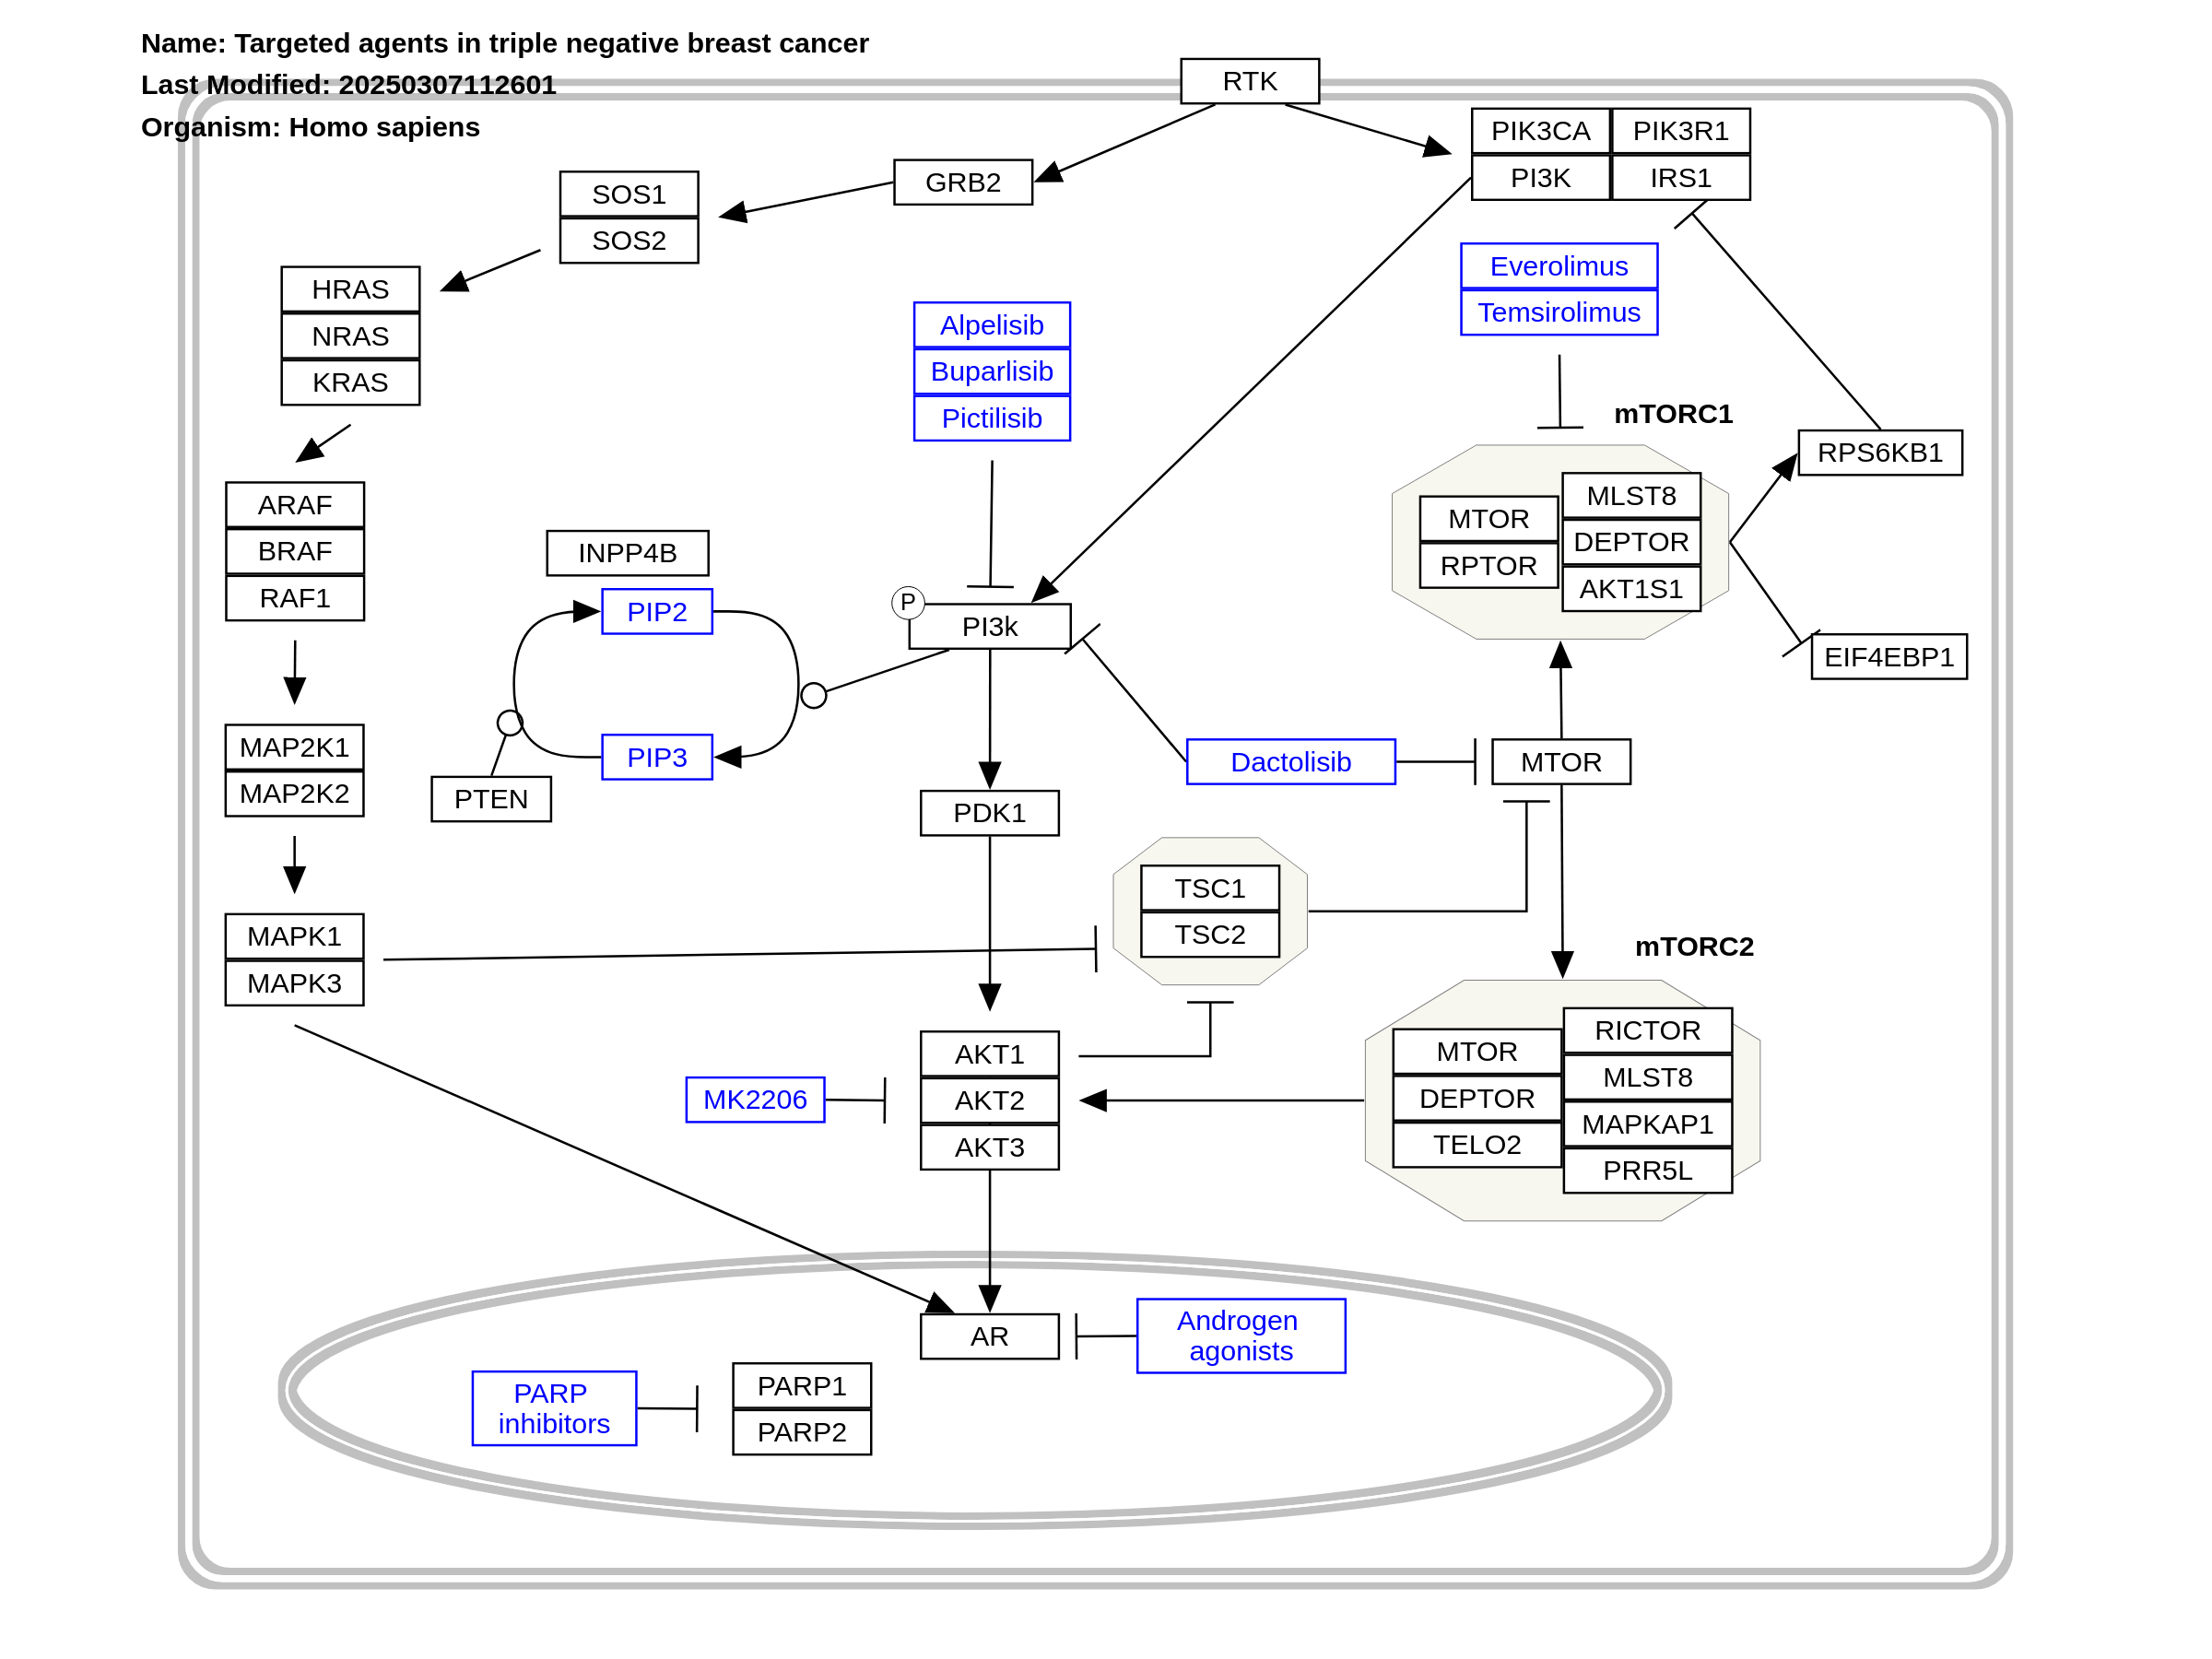 Name: Targeted agents in triple negative breast cancer
Last Modified: 20250307112601
Organism: Homo sapiens
RTK
PIK3CA
PIK3R1
PI3K
IRS1
GRB2
SOS1
SOS2
HRAS
NRAS
KRAS
Everolimus
Temsirolimus
Alpelisib
Buparlisib
Pictilisib
mTORC1
RPS6KB1
MTOR
RPTOR
MLST8
DEPTOR
AKT1S1
ARAF
BRAF
RAF1
INPP4B
PIP2
P
PI3k
EIF4EBP1
PIP3
PTEN
MAP2K1
MAP2K2
Dactolisib
MTOR
PDK1
TSC1
TSC2
MAPK1
MAPK3
mTORC2
AKT1
AKT2
AKT3
MK2206
MTOR
DEPTOR
TELO2
RICTOR
MLST8
MAPKAP1
PRR5L
AR
Androgen
agonists
PARP
inhibitors
PARP1
PARP2